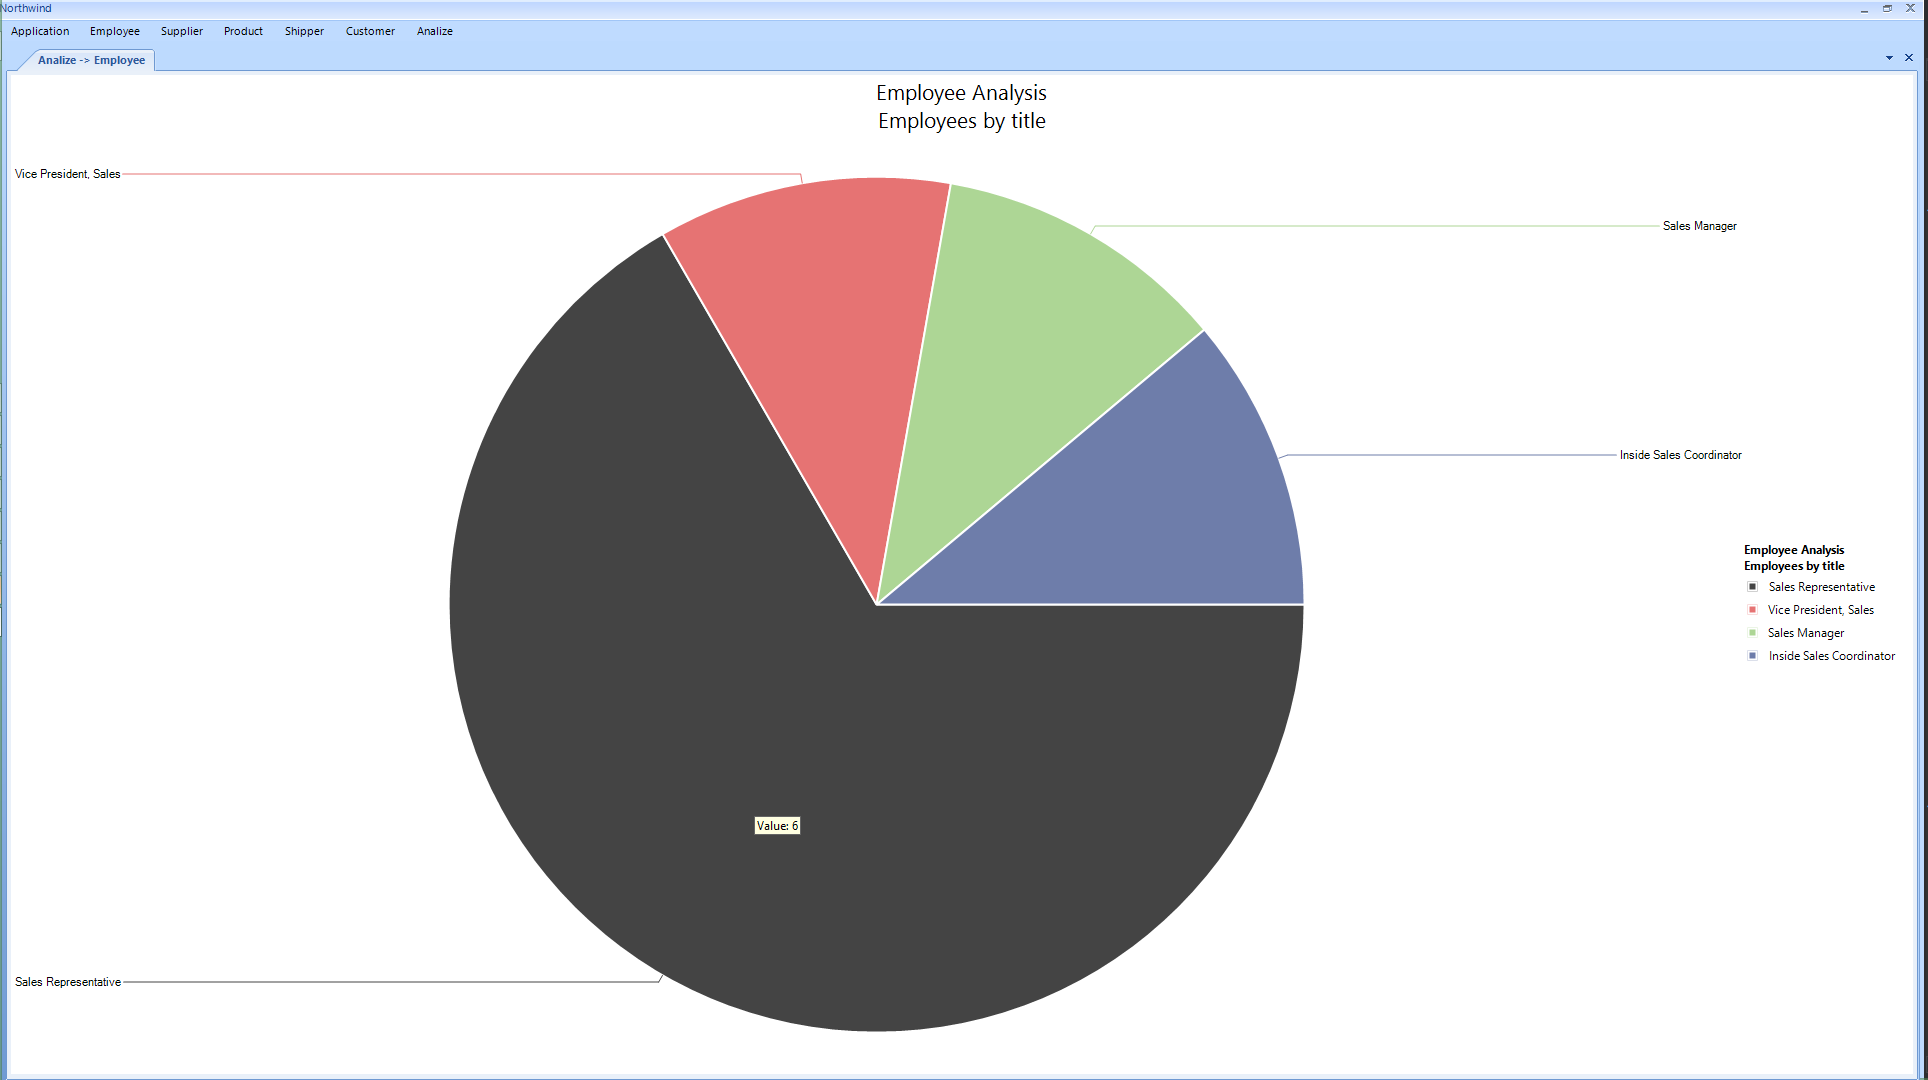 Northwind
Application Employee Supplier Product Shipper Customer Analize
Analize -> Employee
Employee Analysis
Employees by title
Vice President, Sales
Sales Manager
Inside Sales Coordinator
Employee Analysis
Employees by title
Sales Representative
Vice President, Sales
Sales Manager
Inside Sales Coordinator
Value: 6
Sales Representative